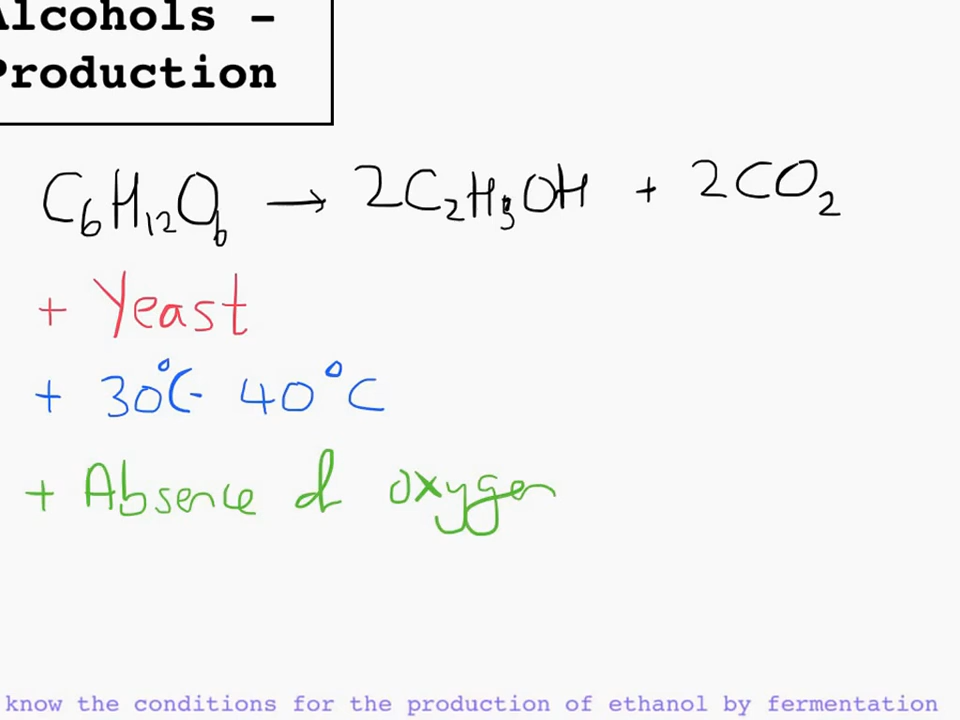 Alcohols –
Production
C₆H₁₂O₆ → 2C₂H₅OH + 2CO₂
+ Yeast
+ 30°C - 40°C
+ Absence of oxygen
know the conditions for the production of ethanol by fermentation